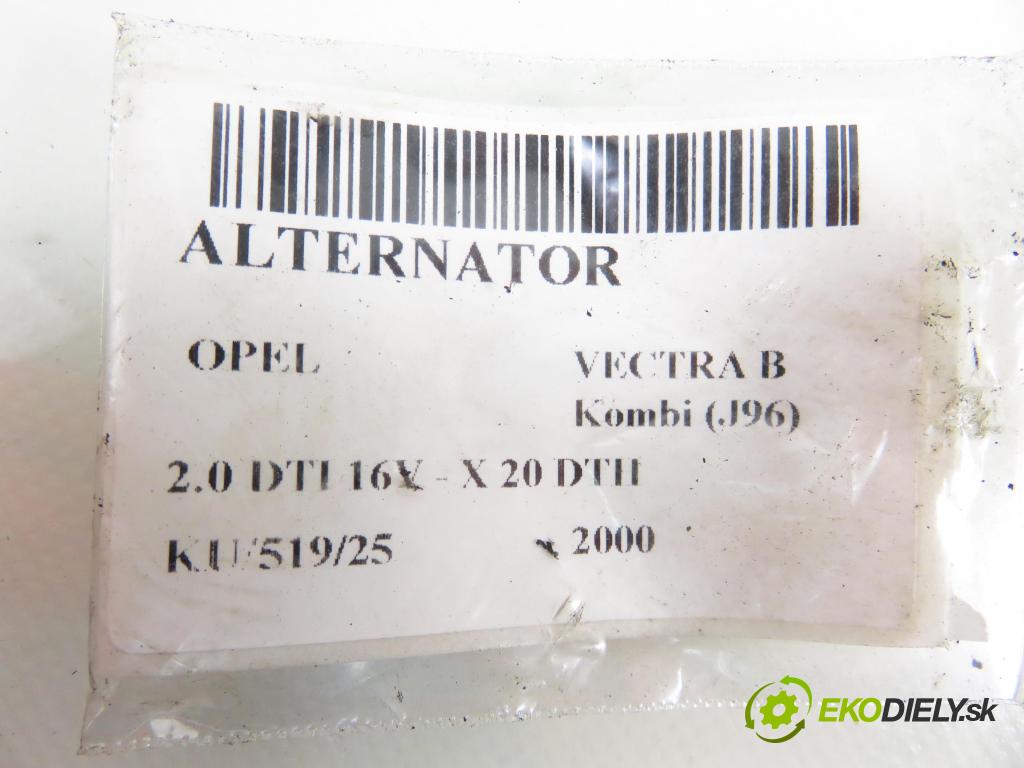 ALTERNATOR
OPEL
VECTRA B
Kombi (J96)
2.0 DTI 16V - X 20 DTH
KU/519/25
2000
EKODIELY.sk